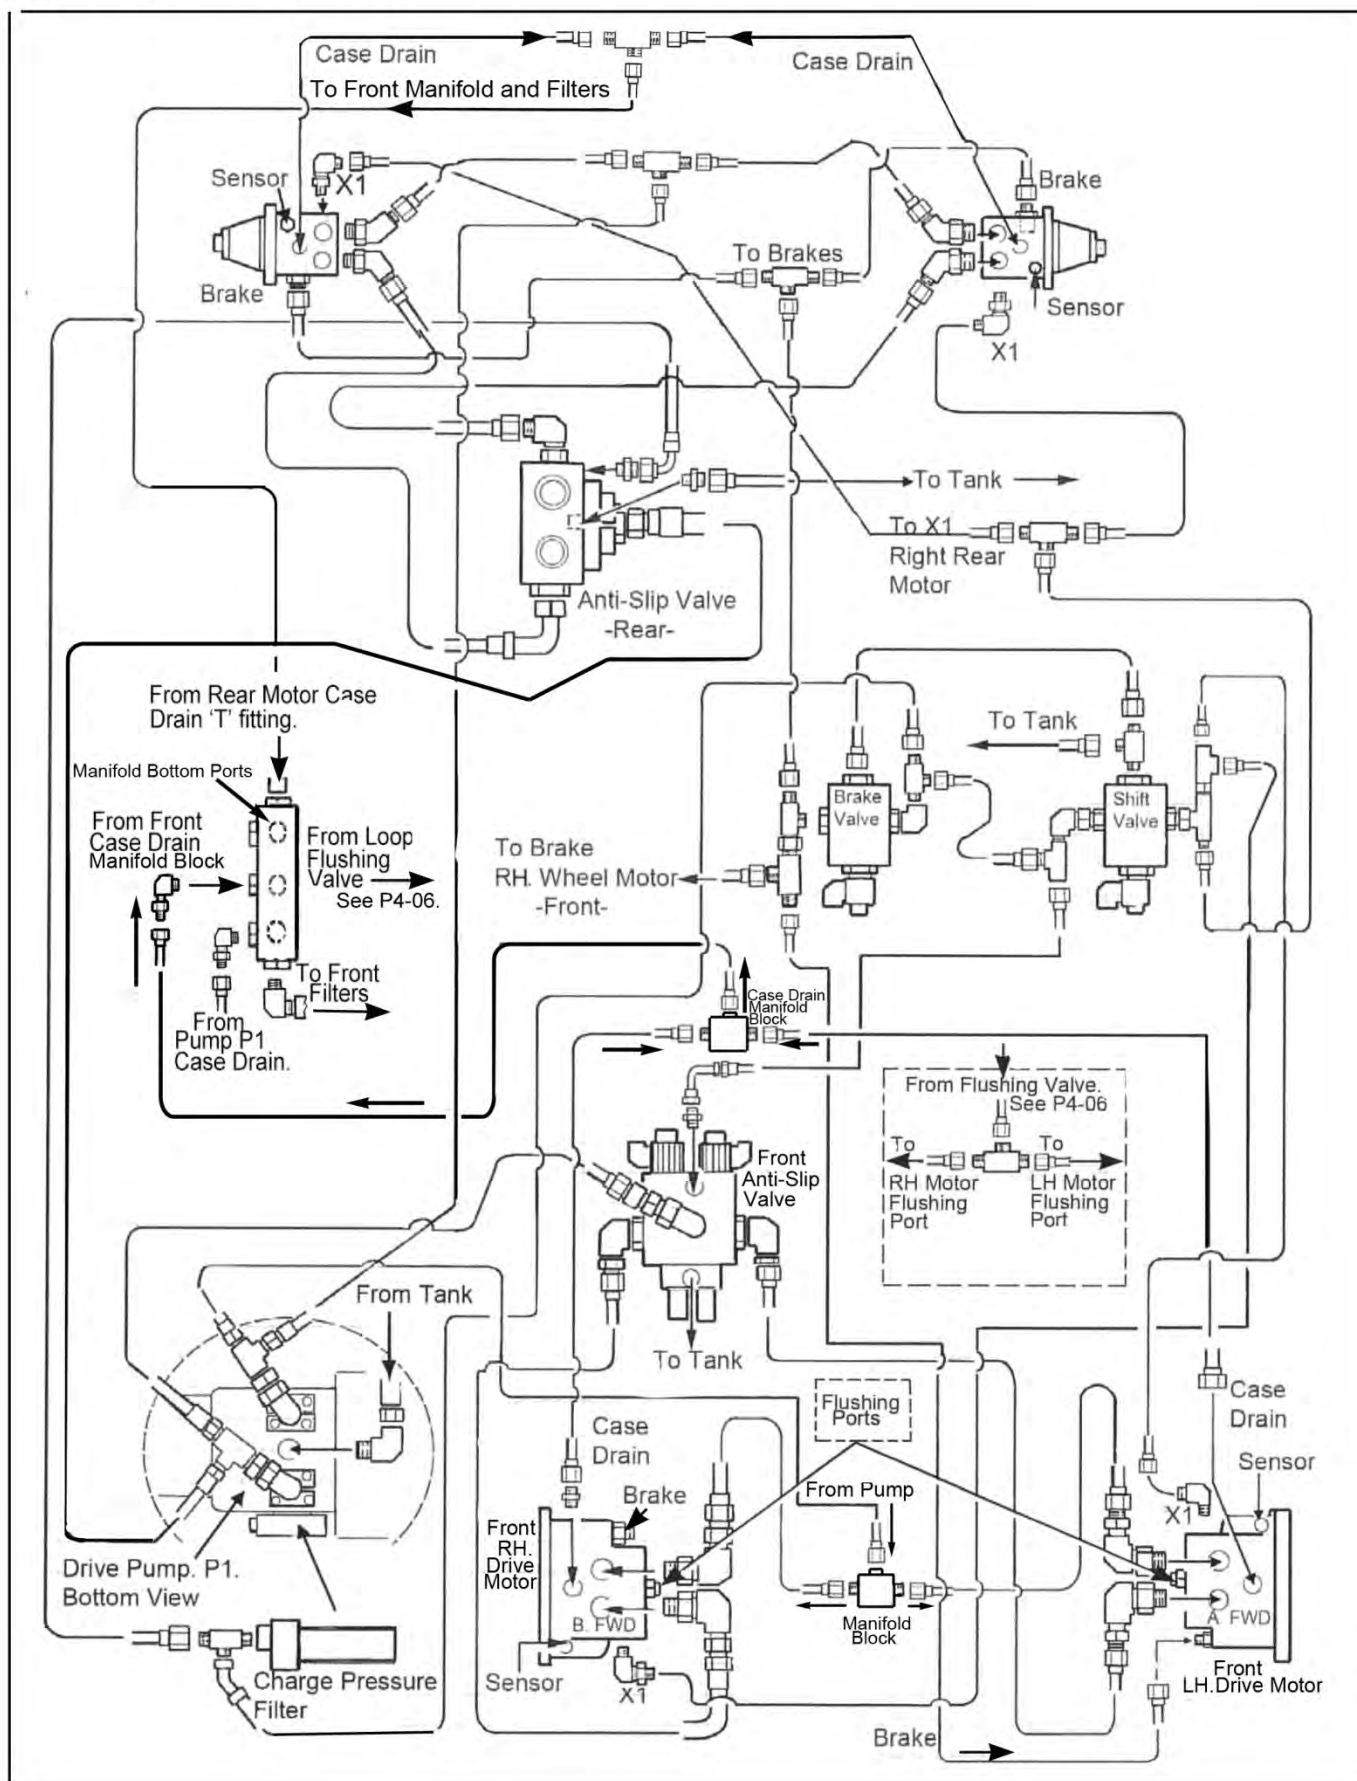 Case Drain
Case Drain
To Front Manifold and Filters
Sensor
X1
Brake
To Brakes
Brake
Sensor
X1
To Tank
To X1
Right Rear
Motor
Anti-Slip Valve
-Rear-
From Rear Motor Case
Drain 'T' fitting.
To Tank
Manifold Bottom Ports
Brake
Valve
Shift
Valve
From Front
Case Drain
Manifold Block
From Loop
Flushing
Valve
See P4-06.
To Brake
RH. Wheel Motor
-Front-
To Front
Filters
From
Pump P1
Case Drain.
Case Drain
Manifold
Block
From Flushing Valve.
See P4-06
To
RH Motor
Flushing
Port
To
LH Motor
Flushing
Port
Front
Anti-Slip
Valve
From Tank
To Tank
Flushing
Ports
Case
Drain
Case
Drain
Sensor
Brake
From Pump
X1
Front
RH.
Drive
Motor
Drive Pump. P1.
Bottom View
B. FWD
Manifold
Block
A. FWD
Sensor
X1
Front
LH.Drive Motor
Charge Pressure
Filter
Brake